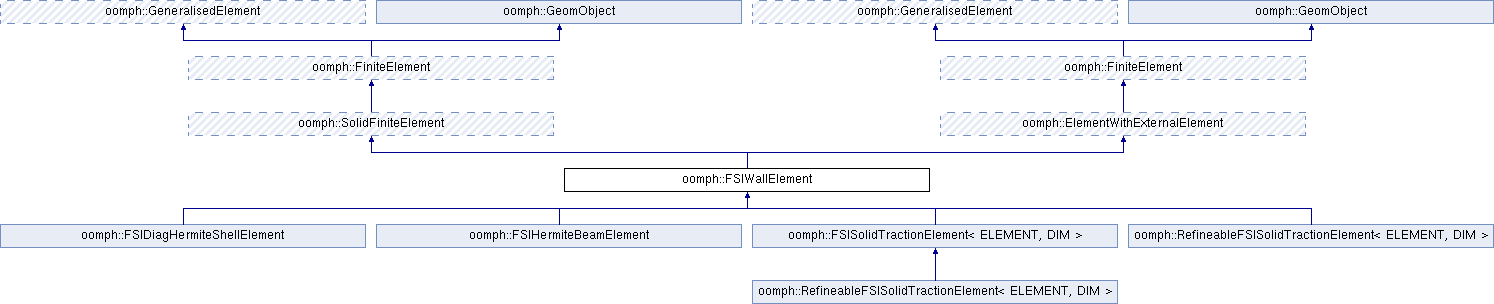 oomph::GeneralisedElement
oomph::GeomObject
oomph::GeneralisedElement
oomph::GeomObject
oomph::FiniteElement
oomph::FiniteElement
oomph::SolidFiniteElement
oomph::ElementWithExternalElement
oomph::FSIWallElement
oomph::FSIDiagHermiteShellElement
oomph::FSIHermiteBeamElement
oomph::FSISolidTractionElement< ELEMENT, DIM >
oomph::RefineableFSISolidTractionElement< ELEMENT, DIM >
oomph::RefineableFSISolidTractionElement< ELEMENT, DIM >